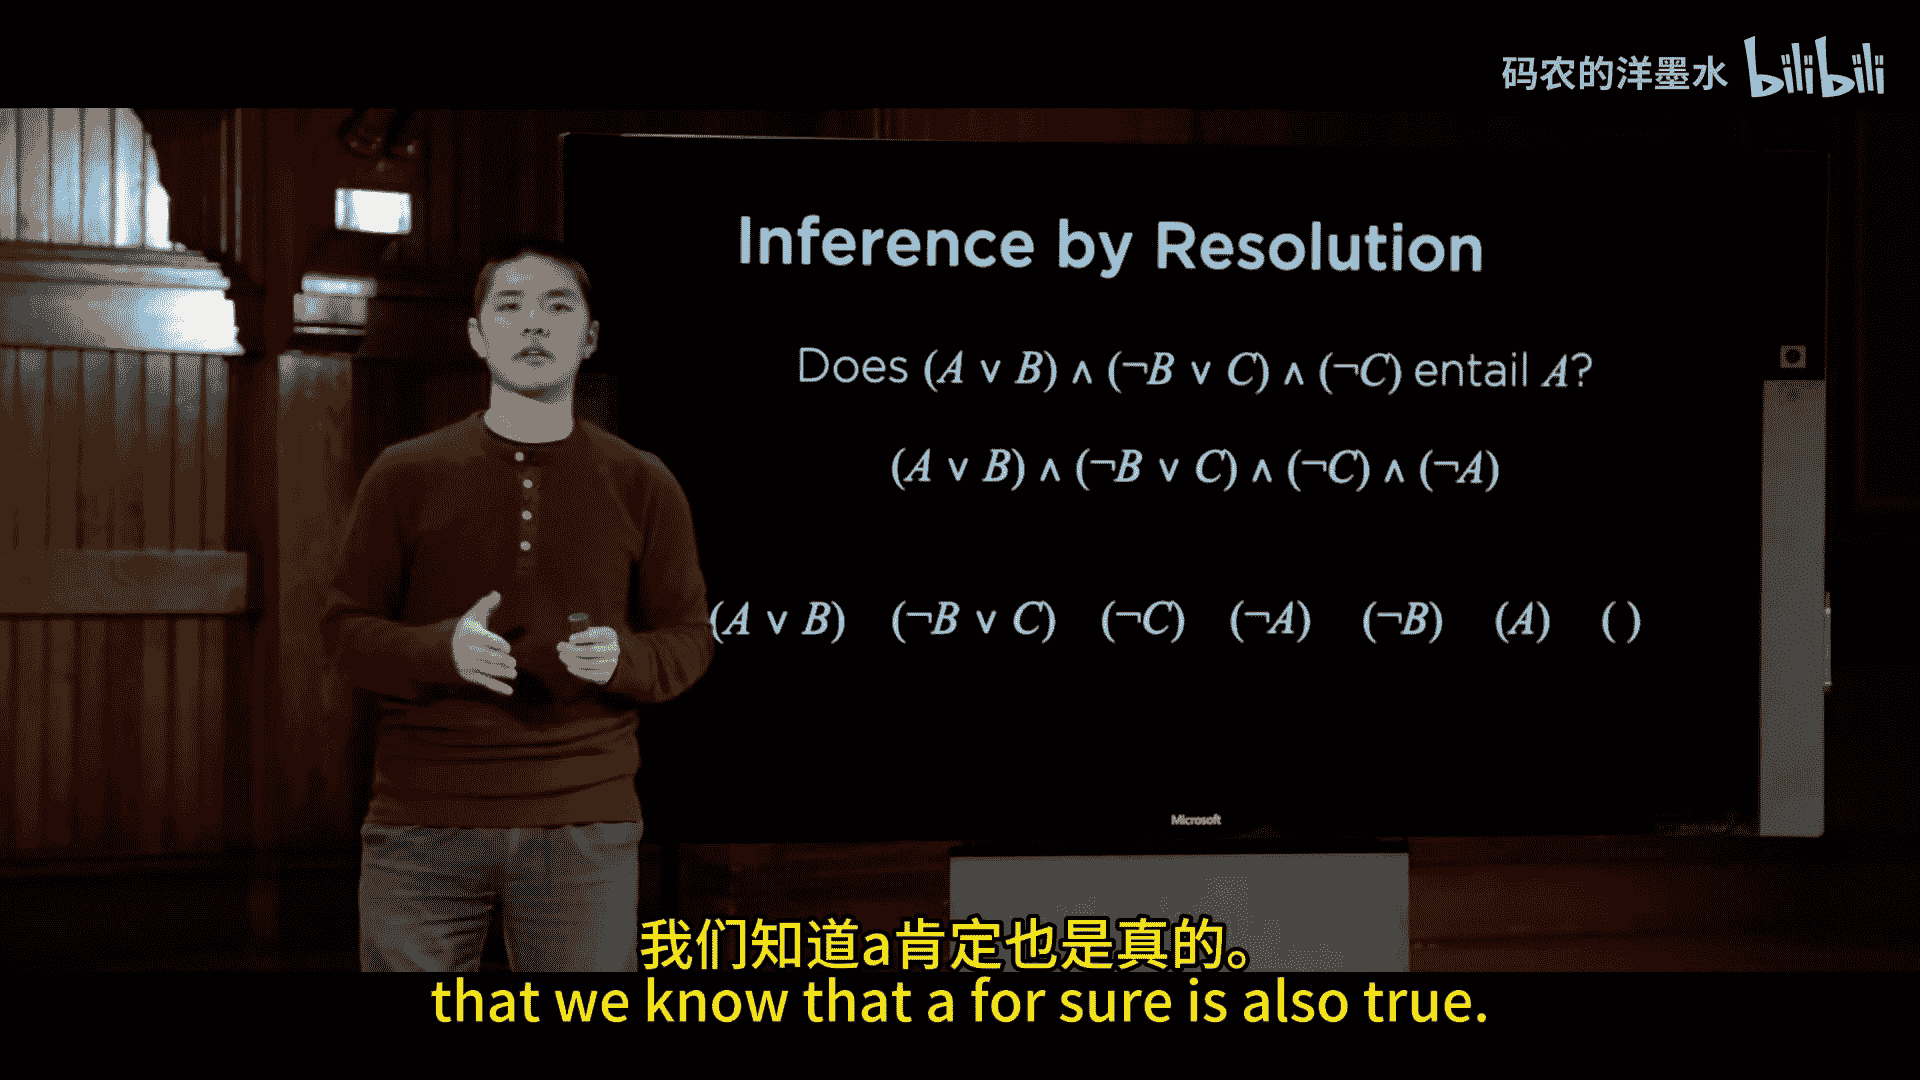 码农的洋墨水 bilibili
Inference by Resolution
Does (A ∨ B) ∧ (¬B ∨ C) ∧ (¬C) entail A?
(A ∨ B) ∧ (¬B ∨ C) ∧ (¬C) ∧ (¬A)
(A ∨ B) (¬B ∨ C) (¬C) (¬A) (¬B) (A) ( )
Microsoft
我们知道a肯定也是真的。
that we know that a for sure is also true.